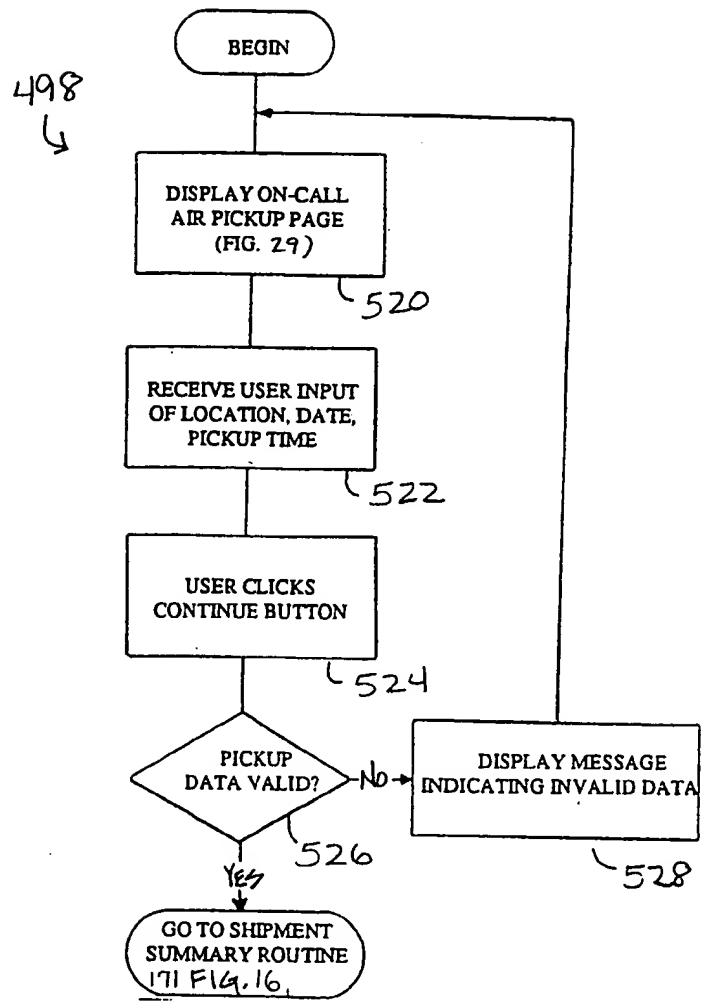 BEGIN
498
DISPLAY ON-CALL
AIR PICKUP PAGE
(FIG. 29)
520
RECEIVE USER INPUT
OF LOCATION, DATE,
PICKUP TIME
522
USER CLICKS
CONTINUE BUTTON
524
PICKUP
DATA VALID?
526
No
DISPLAY MESSAGE
INDICATING INVALID DATA
528
YES
GO TO SHIPMENT
SUMMARY ROUTINE
171 FIG. 16